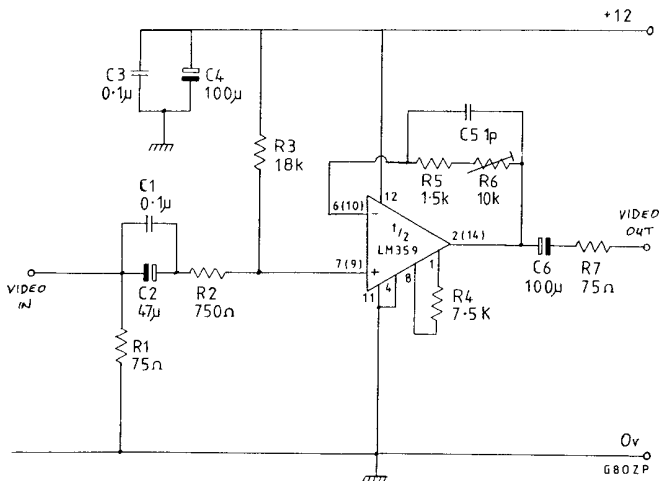 +12
C3
0·1µ
C4
100µ
R3
18k
C5 1p
R5
1.5k
R6
10k
C1
0·1µ
12
6(10)
-
1/2
LM359
2(14)
7(9)
+
11
4
8
1
VIDEO
IN
C2
47µ
R2
750Ω
R4
7.5K
C6
100µ
R7
75Ω
VIDEO
OUT
R1
75Ω
0v
G8OZP